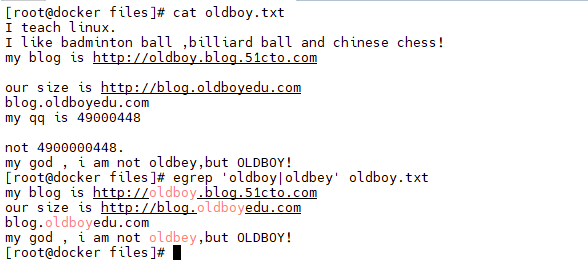 [root@docker files]# cat oldboy.txt
I teach linux.
I like badminton ball ,billiard ball and chinese chess!
my blog is http://oldboy.blog.51cto.com
our size is http://blog.oldboyedu.com
blog.oldboyedu.com
my qq is 49000448
not 4900000448.
my god , i am not oldbey,but OLDBOY!
[root@docker files]# egrep 'oldboy|oldbey' oldboy.txt
my blog is http://oldboy.blog.51cto.com
our size is http://blog.oldboyedu.com
blog.oldboyedu.com
my god , i am not oldbey,but OLDBOY!
[root@docker files]#